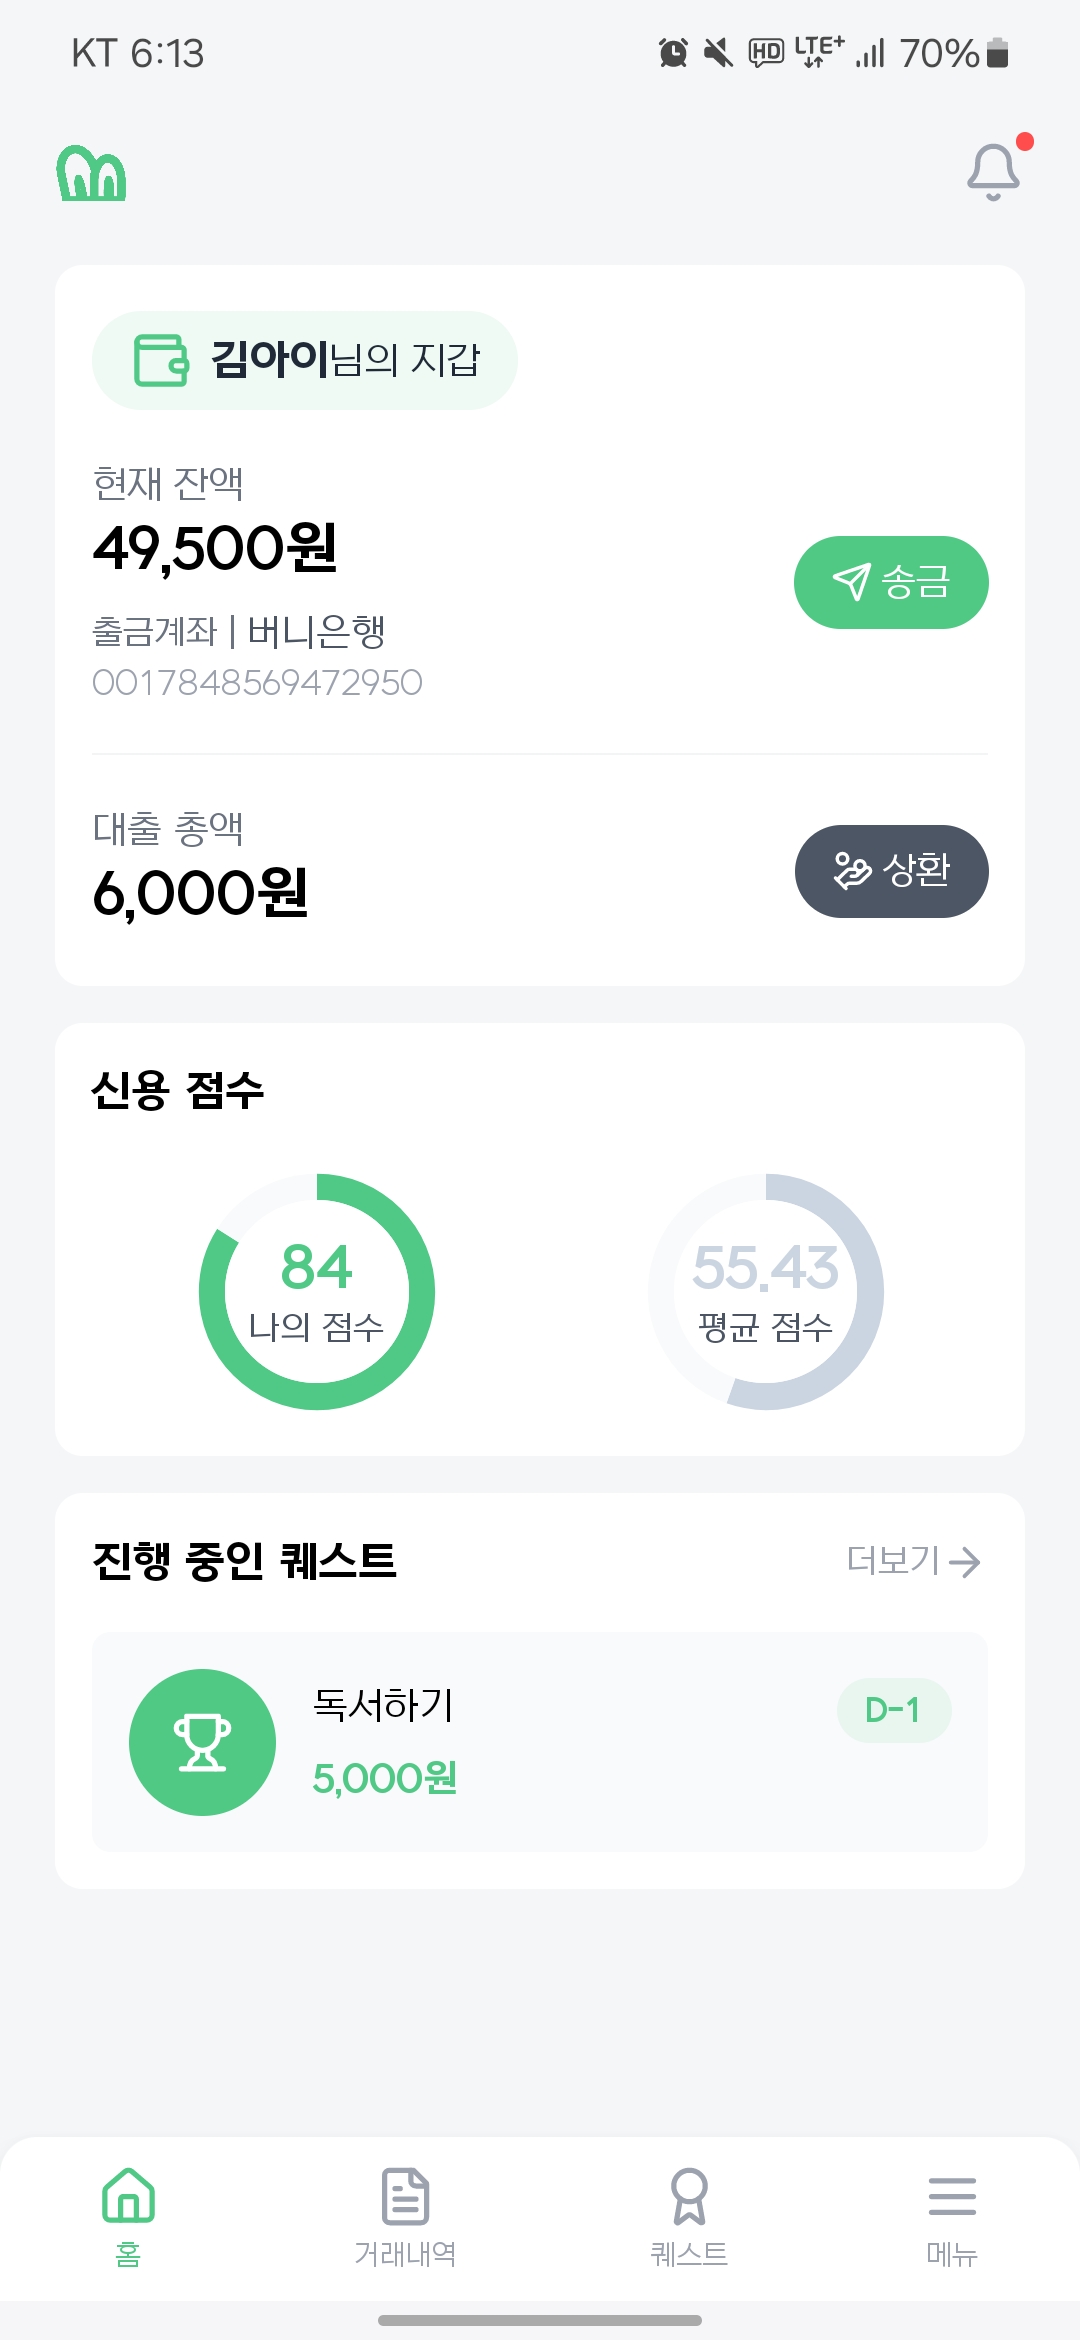 KT 6:13
HD LTE+ 70%
김아이님의 지갑
현재 잔액
49,500원
송금
출금계좌 | 버니은행
0017848569472950
대출 총액
6,000원
상환
신용 점수
84
나의 점수
55.43
평균 점수
진행 중인 퀘스트
더보기
독서하기
D-1
5,000원
홈
거래내역
퀘스트
메뉴